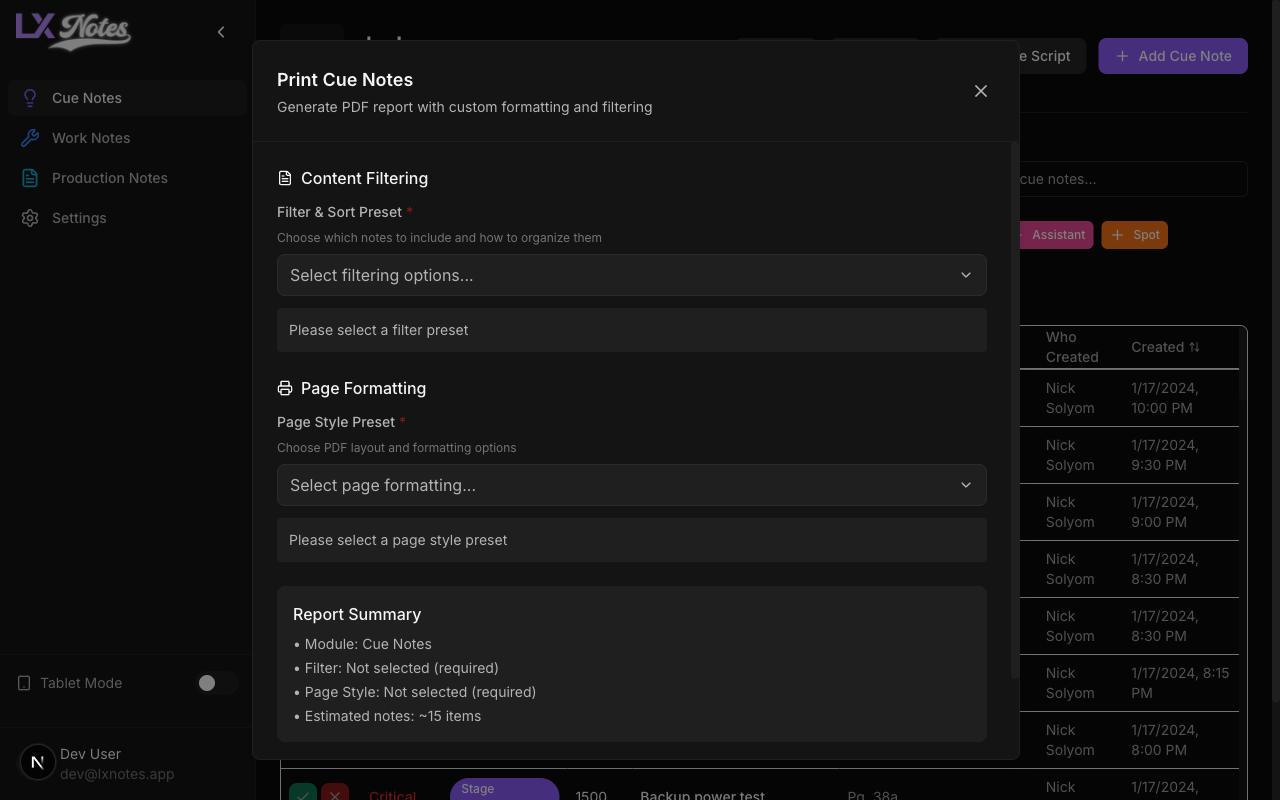 LX Notes
Print Cue Notes
Generate PDF report with custom formatting and filtering
e Script
Add Cue Note
Cue Notes
Work Notes
Production Notes
Settings
Content Filtering
Filter & Sort Preset *
Choose which notes to include and how to organize them
Select filtering options...
Please select a filter preset
Page Formatting
Page Style Preset *
Choose PDF layout and formatting options
Select page formatting...
Please select a page style preset
Report Summary
• Module: Cue Notes
• Filter: Not selected (required)
• Page Style: Not selected (required)
• Estimated notes: ~15 items
cue notes...
Assistant
Spot
Who
Created
Created
Nick
Solyom
1/17/2024,
10:00 PM
Nick
Solyom
1/17/2024,
9:30 PM
Nick
Solyom
1/17/2024,
9:00 PM
Nick
Solyom
1/17/2024,
8:30 PM
Nick
Solyom
1/17/2024,
8:30 PM
Nick
Solyom
1/17/2024, 8:15
PM
Nick
Solyom
1/17/2024,
8:00 PM
Critical
Stage
1500
Backup power test
Pg. 38a
Nick
1/17/2024,
Tablet Mode
N
Dev User
dev@lxnotes.app